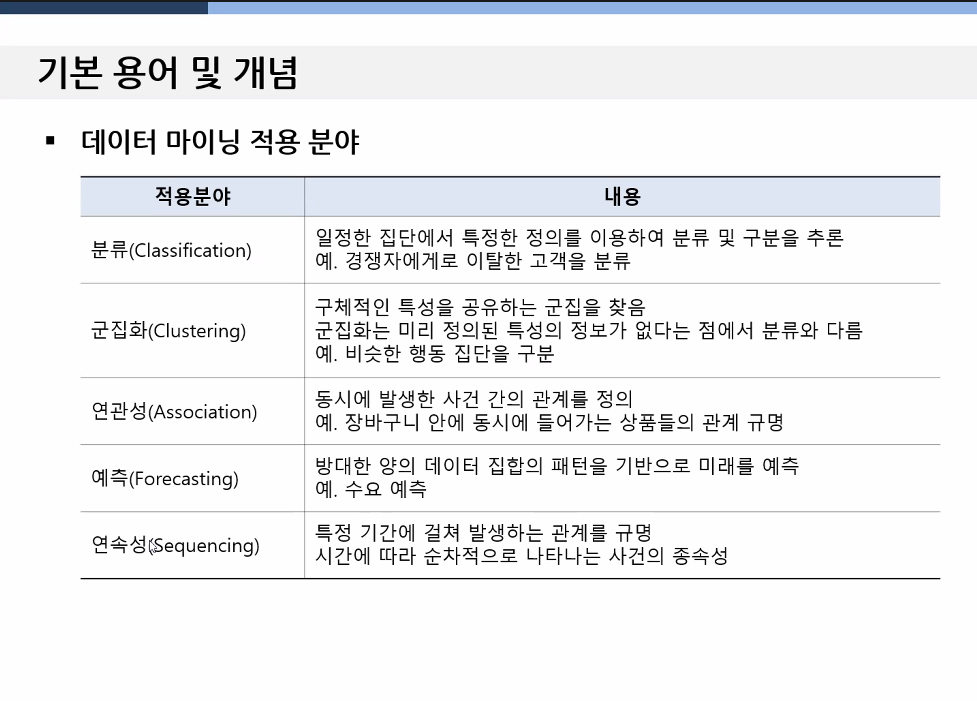 기본 용어 및 개념
▪ 데이터 마이닝 적용 분야
적용분야
내용
분류(Classification)
일정한 집단에서 특정한 정의를 이용하여 분류 및 구분을 추론
예. 경쟁자에게로 이탈한 고객을 분류
군집화(Clustering)
구체적인 특성을 공유하는 군집을 찾음
군집화는 미리 정의된 특성의 정보가 없다는 점에서 분류와 다름
예. 비슷한 행동 집단을 구분
연관성(Association)
동시에 발생한 사건 간의 관계를 정의
예. 장바구니 안에 동시에 들어가는 상품들의 관계 규명
예측(Forecasting)
방대한 양의 데이터 집합의 패턴을 기반으로 미래를 예측
예. 수요 예측
연속성(Sequencing)
특정 기간에 걸쳐 발생하는 관계를 규명
시간에 따라 순차적으로 나타나는 사건의 종속성